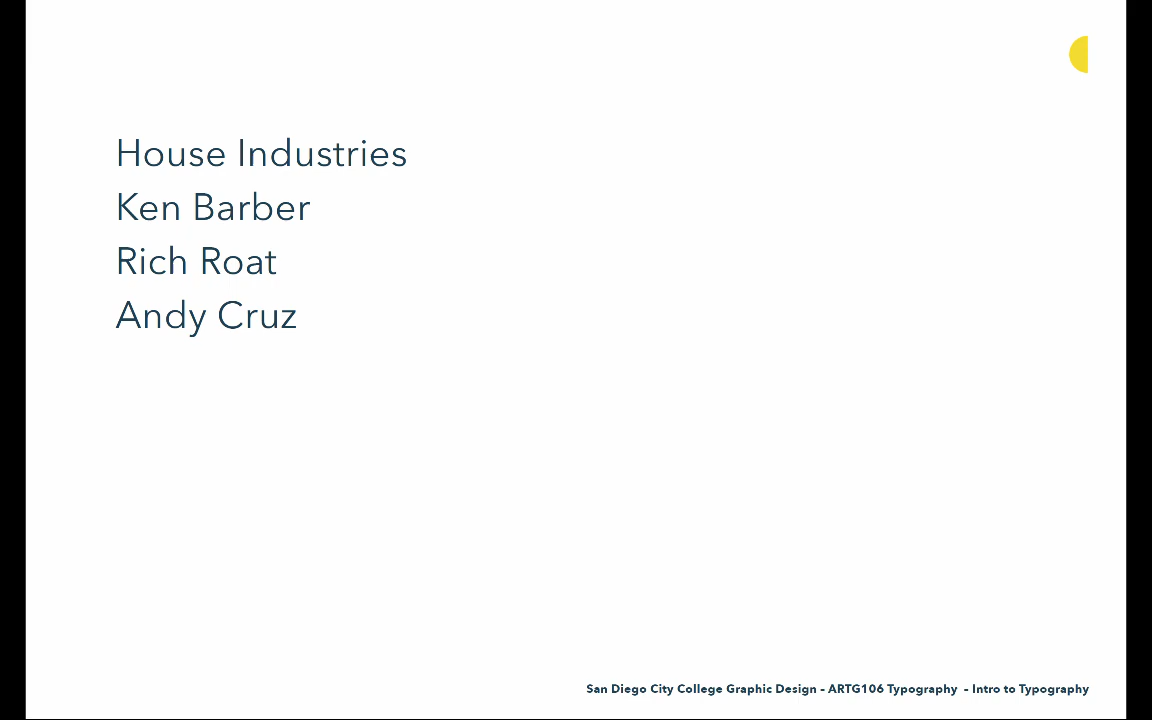 House Industries
Ken Barber
Rich Roat
Andy Cruz
San Diego City College Graphic Design – ARTG106 Typography – Intro to Typography